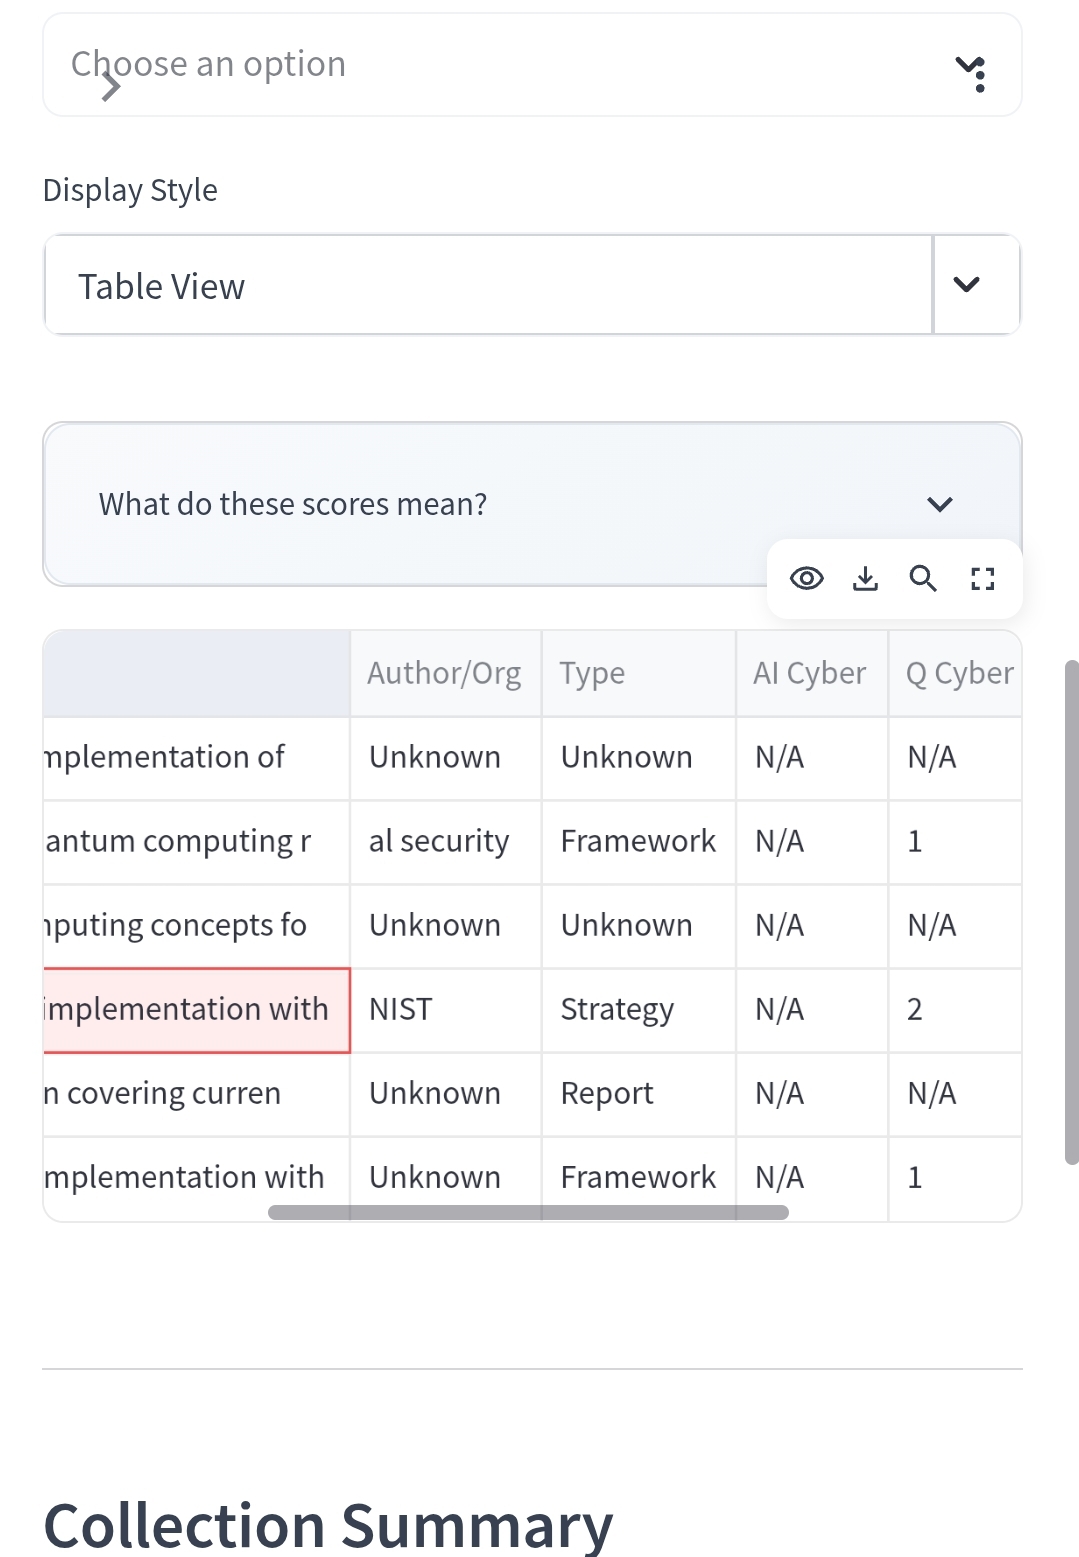 Choose an option
Display Style
Table View
What do these scores mean?
Author/Org Type AI Cyber Q Cyber
mplementation of Unknown Unknown N/A N/A
antum computing r al security Framework N/A 1
nputing concepts fo Unknown Unknown N/A N/A
implementation with NIST Strategy N/A 2
n covering curren Unknown Report N/A N/A
mplementation with Unknown Framework N/A 1
Collection Summary